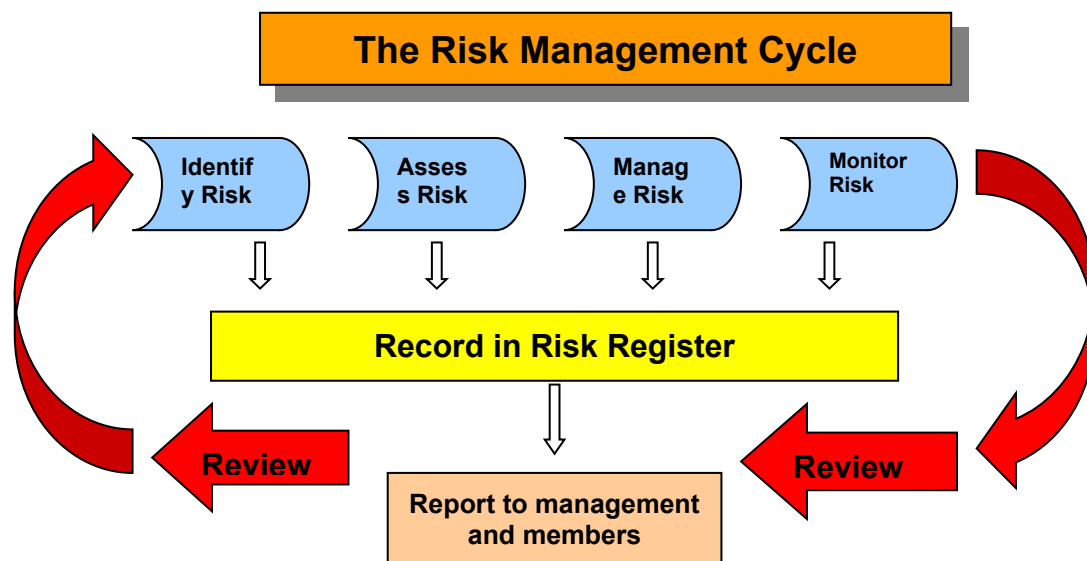 The Risk Management Cycle
Identif
y Risk
Asses
s Risk
Manag
e Risk
Monitor
Risk
Record in Risk Register
Review
Review
Report to management
and members